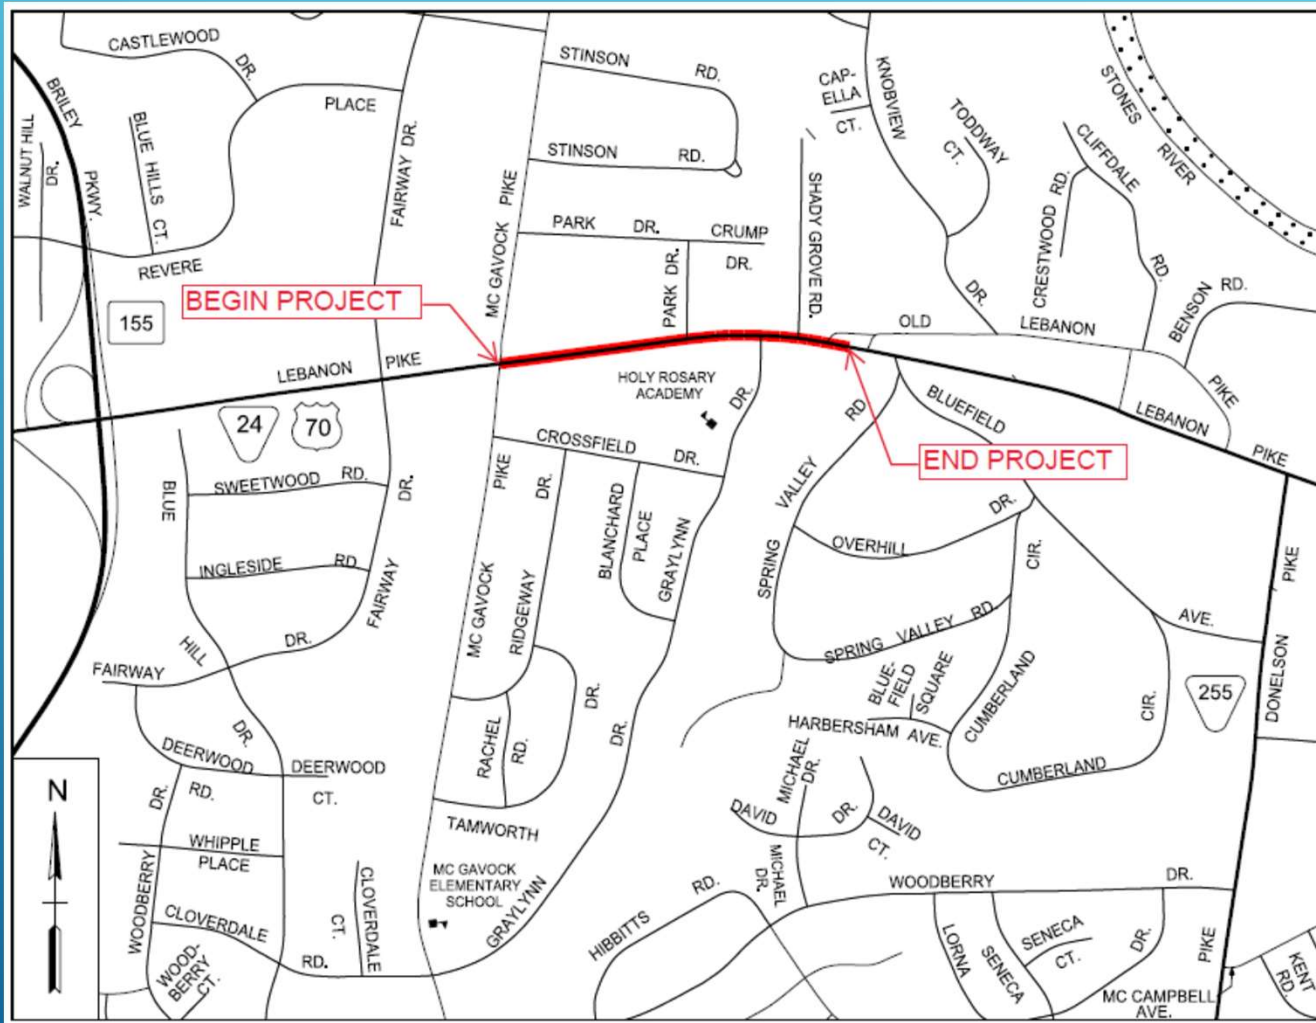 CASTLEWOOD
DR.
BRILEY
PKWY.
WALNUT HILL
DR.
BLUE HILLS CT.
PLACE
REVERE
FAIRWAY DR.
MC GAVOCK PIKE
STINSON RD.
STINSON RD.
PARK DR.
CRUMP
DR.
PARK DR.
SHADY GROVE RD.
CAP-
ELLA
CT.
KNOBVIEW
DR.
TODDWAY
CT.
CLIFFDALE
RD.
CRESTWOOD RD.
STONES
RIVER
BENSON RD.
OLD LEBANON
PIKE
155
BEGIN PROJECT
LEBANON PIKE
24
70
HOLY ROSARY
ACADEMY
LEBANON
PIKE
END PROJECT
BLUEFIELD
AVE.
CROSSFIELD DR.
SWEETWOOD RD.
INGLESIDE RD
BLUE
HILL
DR.
FAIRWAY
DR.
FAIRWAY
DR.
MC GAVOCK
PIKE
RIDGEWAY
DR.
BLANCHARD
PLACE
GRAYLYNN
DR.
SPRING
VALLEY
RD
OVERHILL
DR.
SPRING VALLEY RD.
CIR.
CUMBERLAND
BLUE-
FIELD
SQUARE
HARBERSHAM AVE.
CUMBERLAND
CIR.
255
DONELSON
PIKE
RACHEL
RD.
DR.
DR.
TAMWORTH
DEERWOOD
RD.
DEERWOOD
CT.
WHIPPLE
PLACE
WOODBERRY
DR.
CLOVERDALE
RD.
CLOVERDALE
CT.
WOOD-
BERRY
CT.
MC GAVOCK
ELEMENTARY
SCHOOL
GRAYLYNN
HIBBITTS
RD.
DAVID
DR.
MICHAEL
DR.
DAVID
CT.
MICHAEL
DR.
WOODBERRY DR.
LORNA
SENECA
DR.
SENECA
CT.
PIKE
MC CAMPBELL
AVE.
KENT
RD.
N